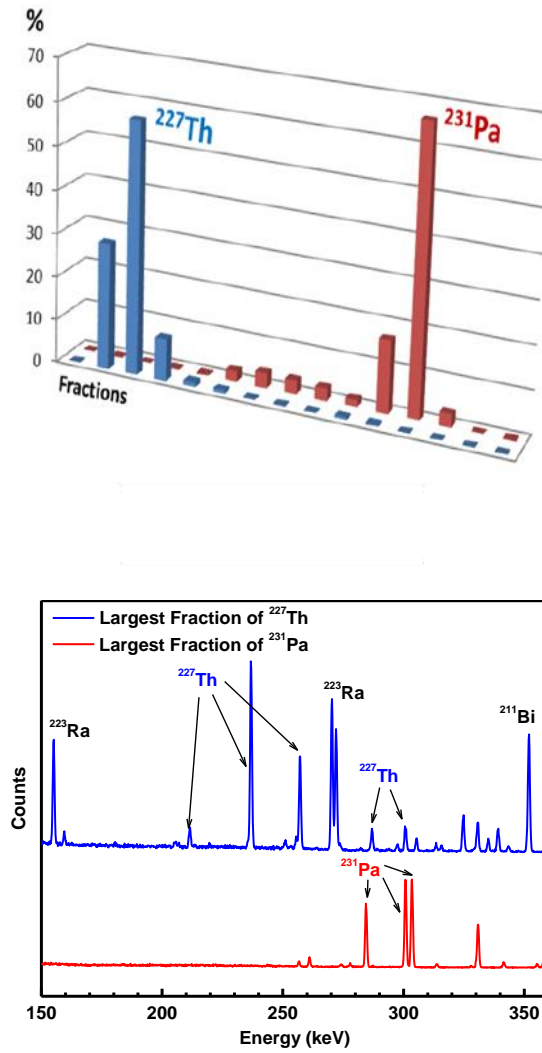 %
70
60
50
40
30
20
10
0
²²⁷Th
²³¹Pa
Fractions
Largest Fraction of ²²⁷Th
Largest Fraction of ²³¹Pa
²²⁷Th
²²³Ra
²²³Ra
²¹¹Bi
²²⁷Th
²³¹Pa
Counts
150 200 250 300 350
Energy (keV)